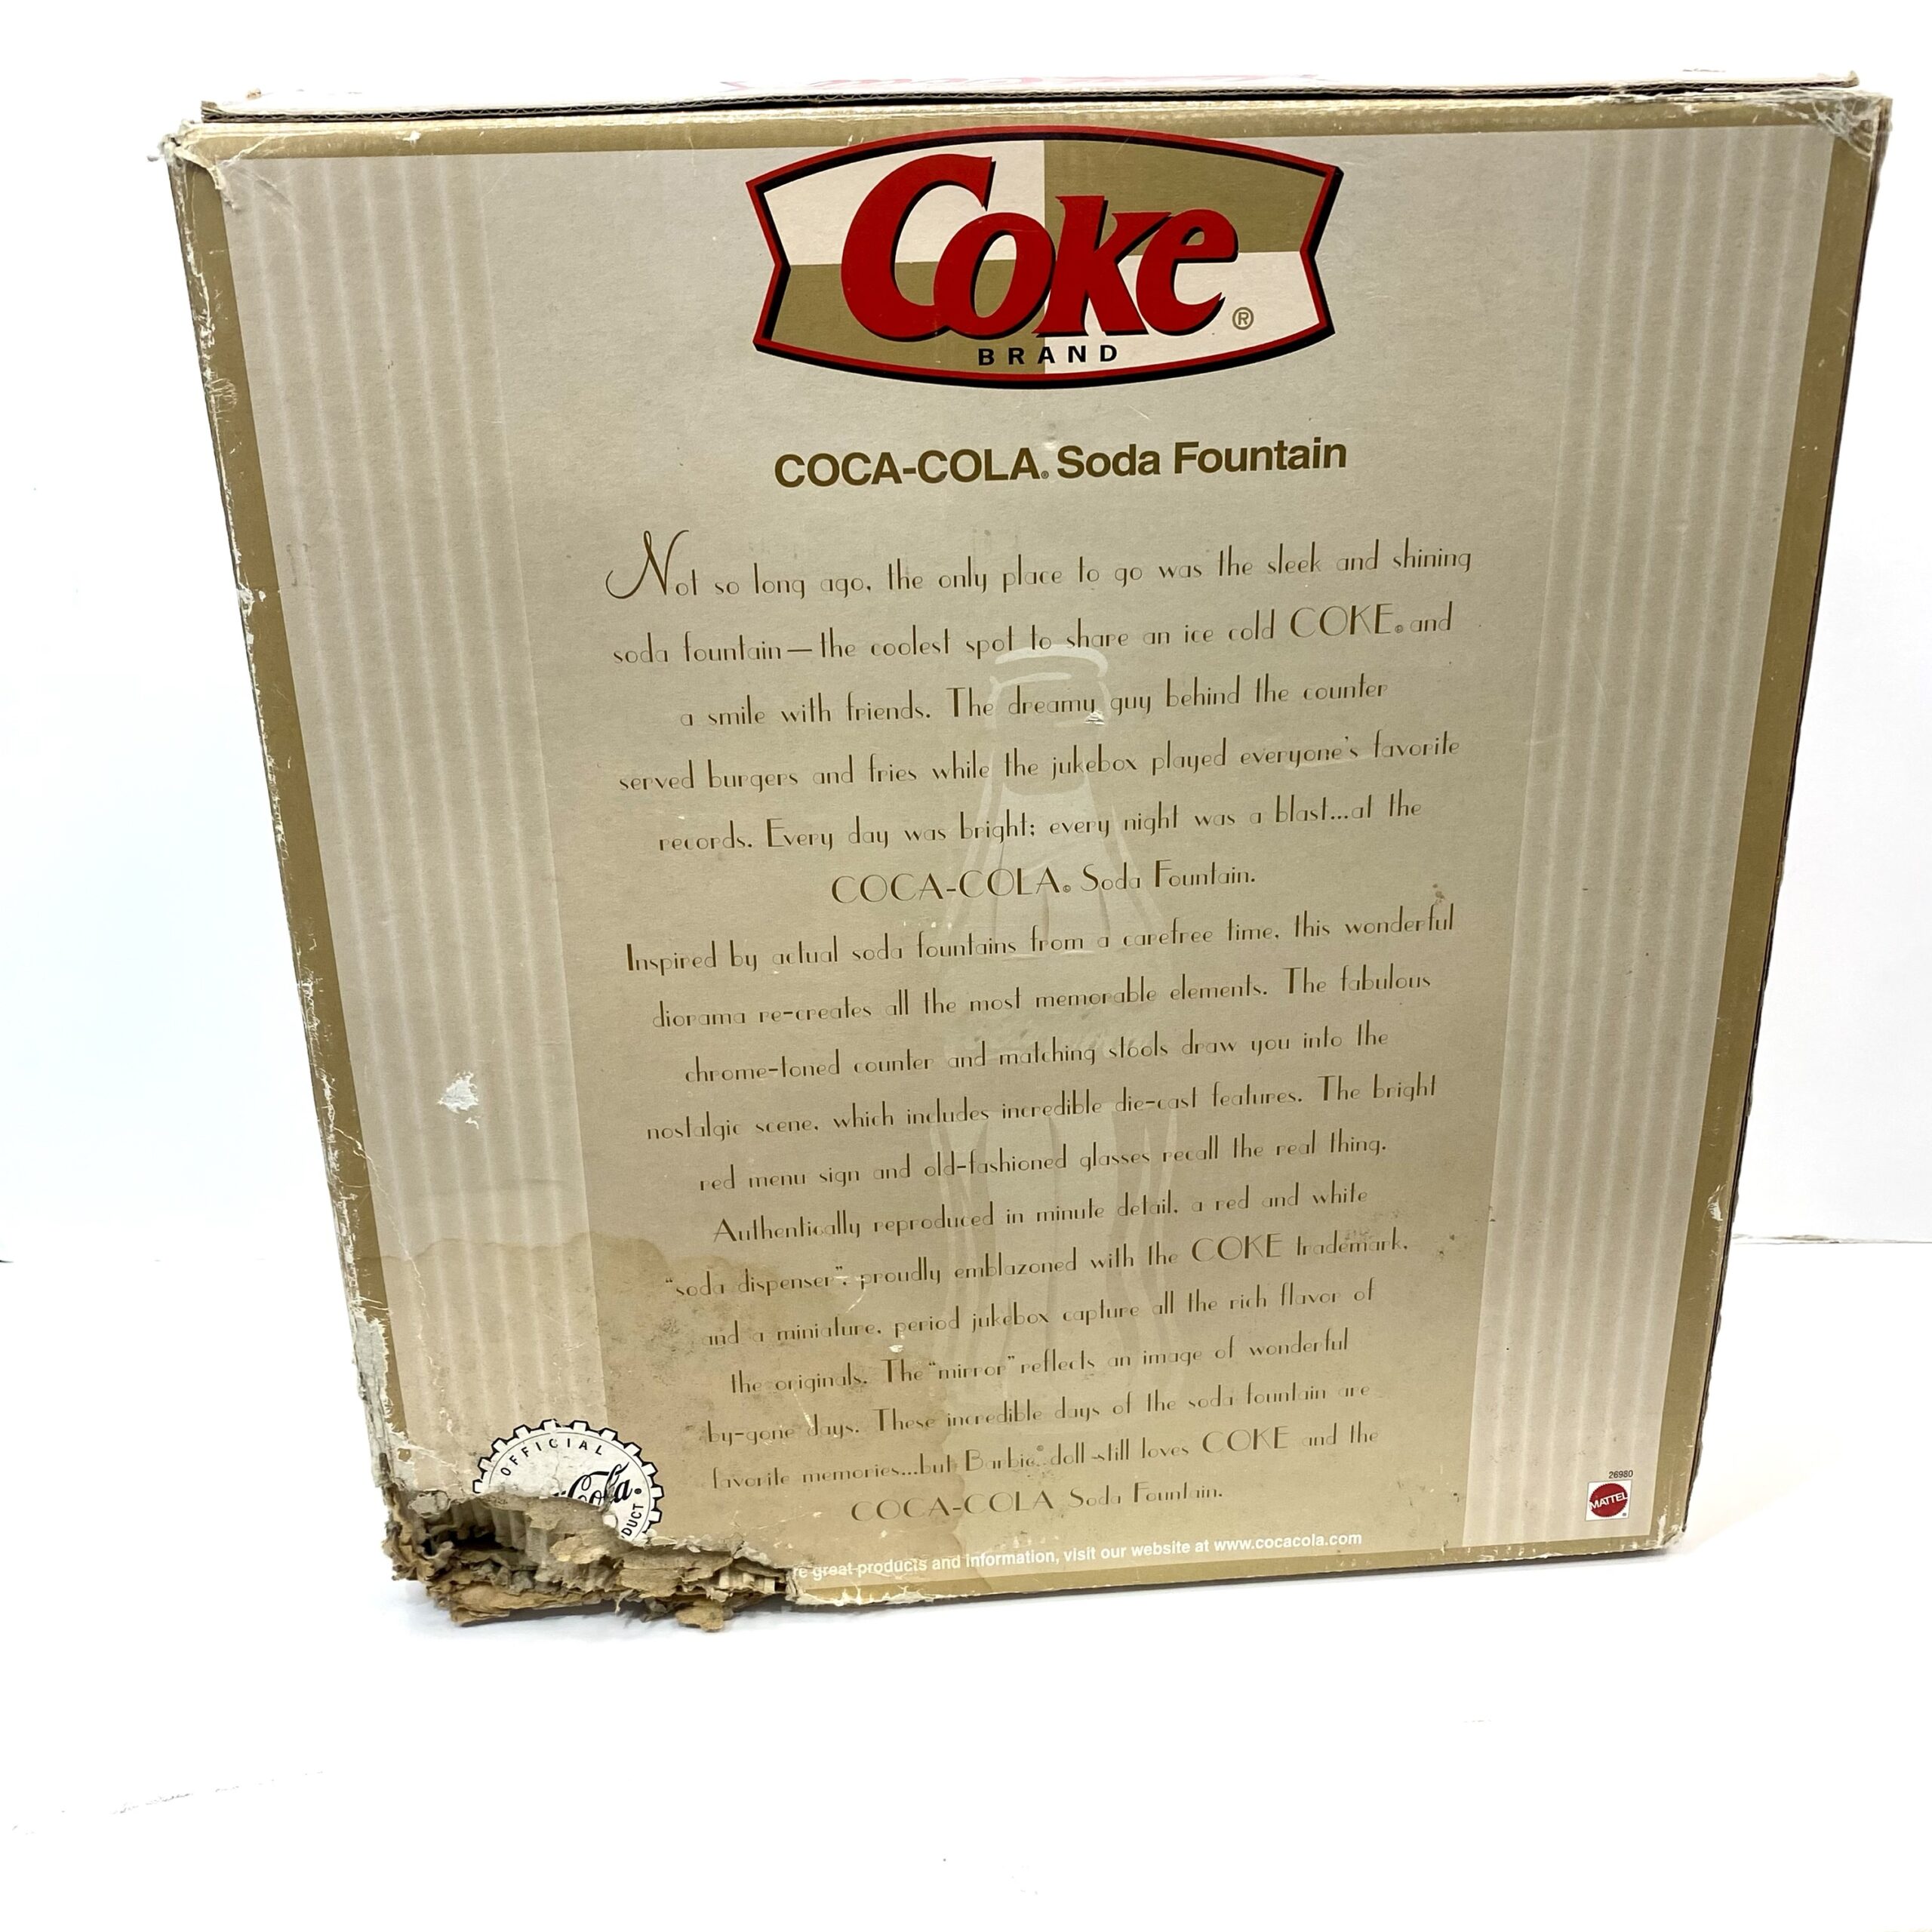 Coke®
BRAND
COCA-COLA® Soda Fountain
Not so long ago, the only place to go was the sleek and shining
soda fountain—the coolest spot to share an ice cold COKE® and
a smile with friends. The dreamy guy behind the counter
served burgers and fries while the jukebox played everyone's favorite
records. Every day was bright; every night was a blast...at the
COCA-COLA® Soda Fountain.
Inspired by actual soda fountains from a carefree time, this wonderful
diorama re-creates all the most memorable elements. The fabulous
chrome-toned counter and matching stools draw you into the
nostalgic scene, which includes incredible die-cast features. The bright
red menu sign and old-fashioned glasses recall the real thing.
Authentically reproduced in minute detail, a red and white
"soda dispenser", proudly emblazoned with the COKE trademark,
and a miniature, period jukebox capture all the rich flavor of
the originals. The "mirror" reflects an image of wonderful
by-gone days. These incredible days of the soda fountain are
favorite memories...but Barbie® doll still loves COKE and the
COCA-COLA Soda Fountain.
OFFICIAL
Cola
DUCT
26980
MATTEL
re great products and information, visit our website at www.cocacola.com